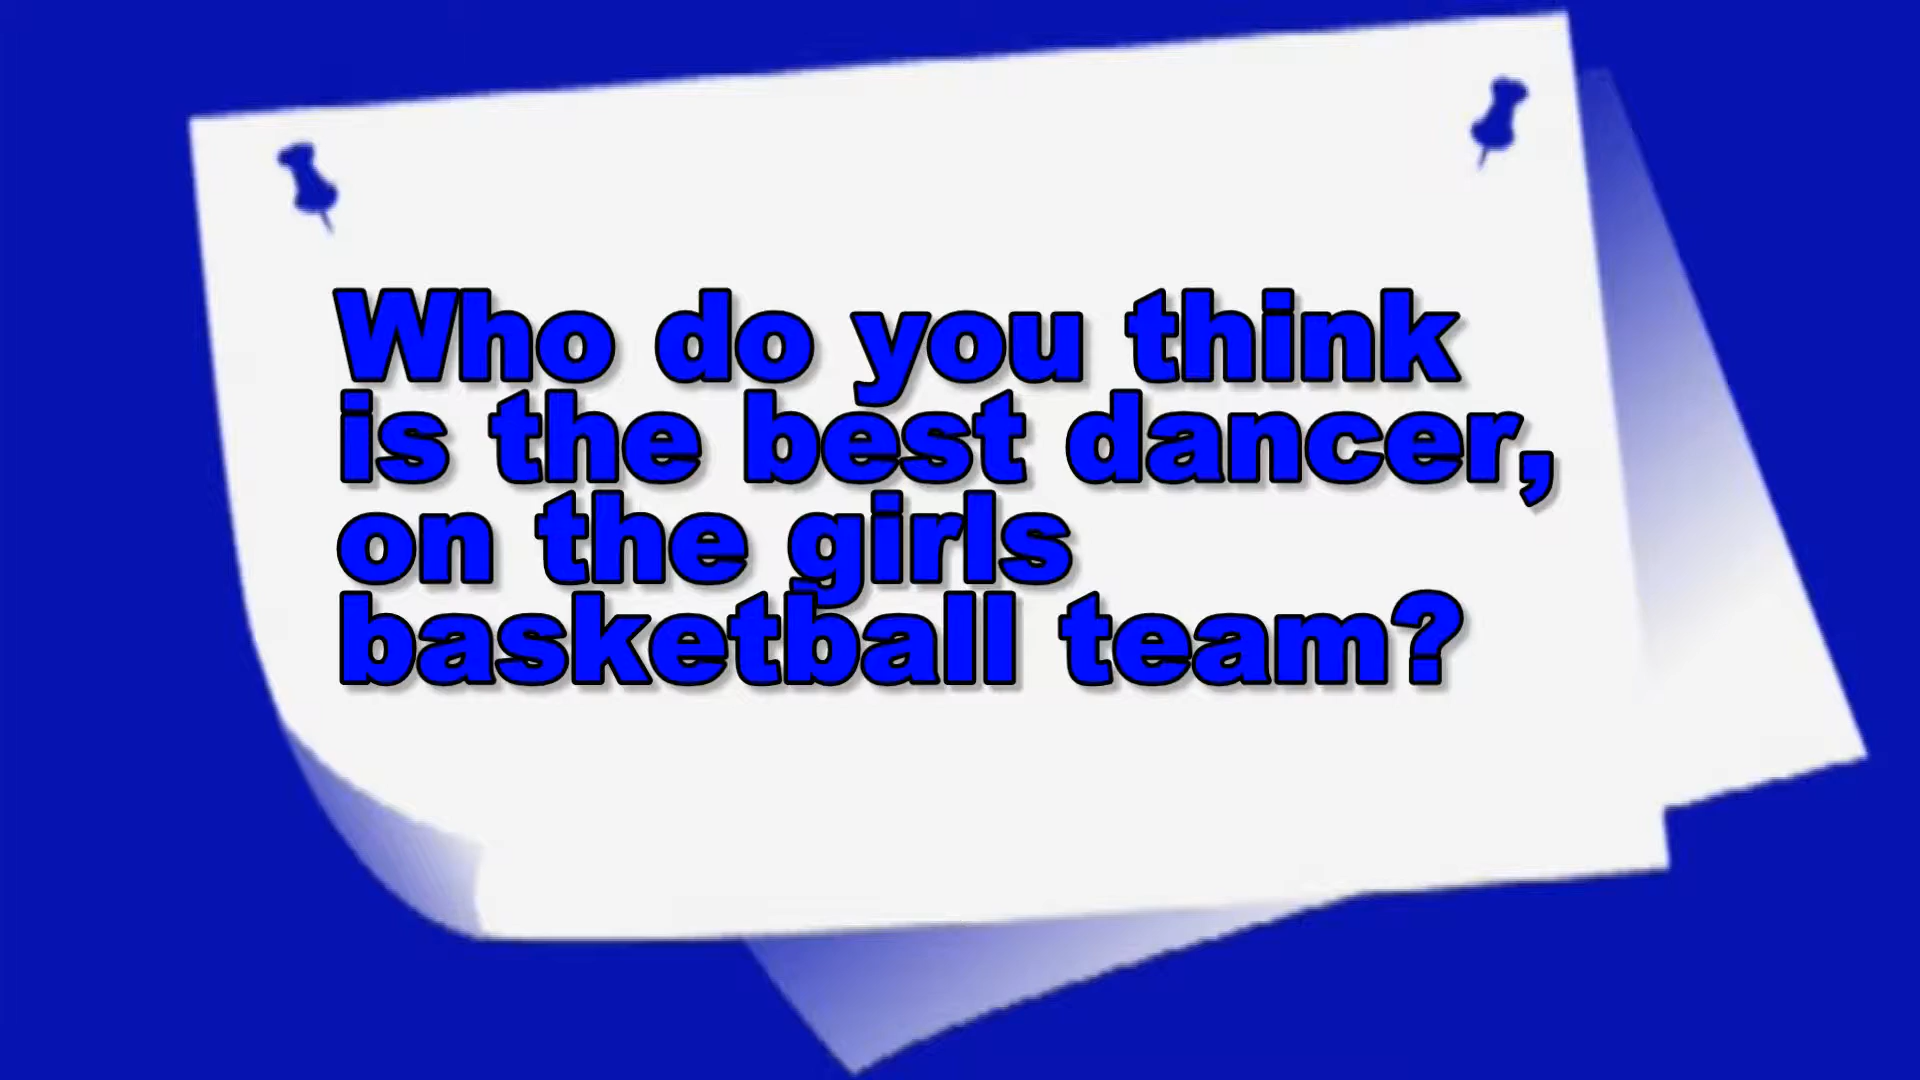 Who do you think
is the best dancer,
on the girls
basketball team?